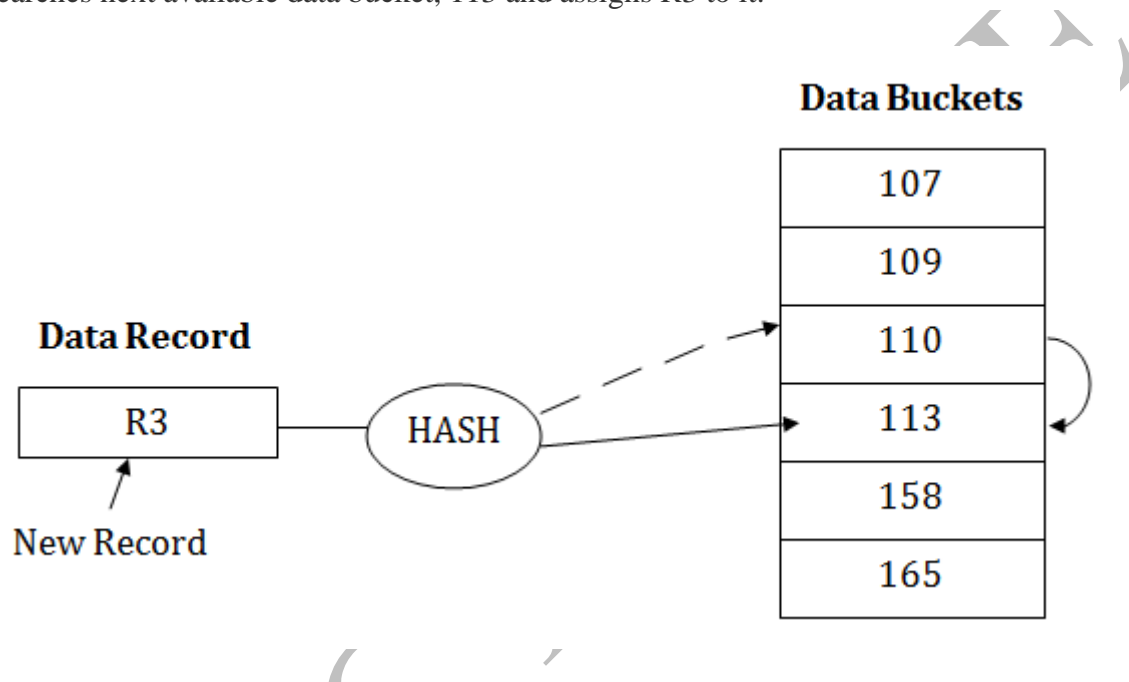 searches next available data bucket, 113 and assigns R3 to it.
Data Buckets
107
109
Data Record
110
R3
HASH
113
New Record
158
165